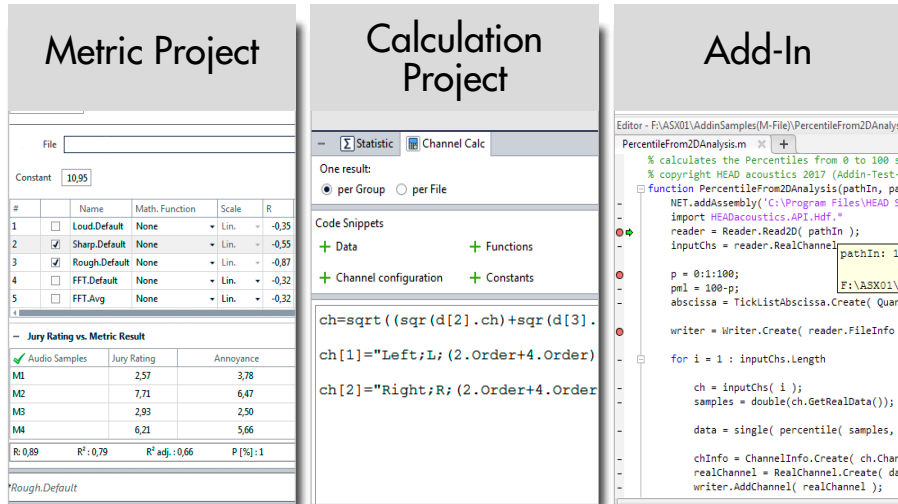 Metric Project
File
Constant 10,95
# Name Math. Function Scale R
1 Loud.Default None Lin. -0,35
2 Sharp.Default None Lin. -0,55
3 Rough.Default None Lin. -0,87
4 FFT.Default None Lin. -0,32
5 FFT.Avg None Lin. -0,32
− Jury Rating vs. Metric Result
Audio Samples Jury Rating Annoyance
M1 2,57 3,78
M2 7,71 6,47
M3 2,93 2,50
M4 6,21 5,66
R: 0,89 R² : 0,79 R² adj. : 0,66 P [%] : 1
*Rough.Default
Calculation
Project
− Σ Statistic Channel Calc
One result:
per Group per File
Code Snippets
+ Data + Functions
+ Channel configuration + Constants
ch=sqrt((sqr(d[2].ch)+sqr(d[3].
ch[1]="Left;L;(2.Order+4.Order)
ch[2]="Right;R;(2.Order+4.Order
Add-In
Editor - F:\ASX01\AddinSamples(M-File)\PercentileFrom2DAnalys
PercentileFrom2DAnalysis.m × +
% calculates the Percentiles from 0 to 100
% copyright HEAD acoustics 2017 (Addin-Test-
function PercentileFrom2DAnalysis(pathIn, pa
NET.addAssembly('C:\Program Files\HEAD
import HEADacoustics.API.Hdf.*
reader = Reader.Read2D( pathIn );
inputChs = reader.RealChannel
pathIn: 1
F:\ASX01\
p = 0:1:100;
pml = 100-p;
abscissa = TickListAbscissa.Create( Quan
writer = Writer.Create( reader.FileInfo
for i = 1 : inputChs.Length
ch = inputChs( i );
samples = double(ch.GetRealData());
data = single( percentile( samples,
chInfo = ChannelInfo.Create( ch.Chan
realChannel = RealChannel.Create( da
writer.AddChannel( realChannel );